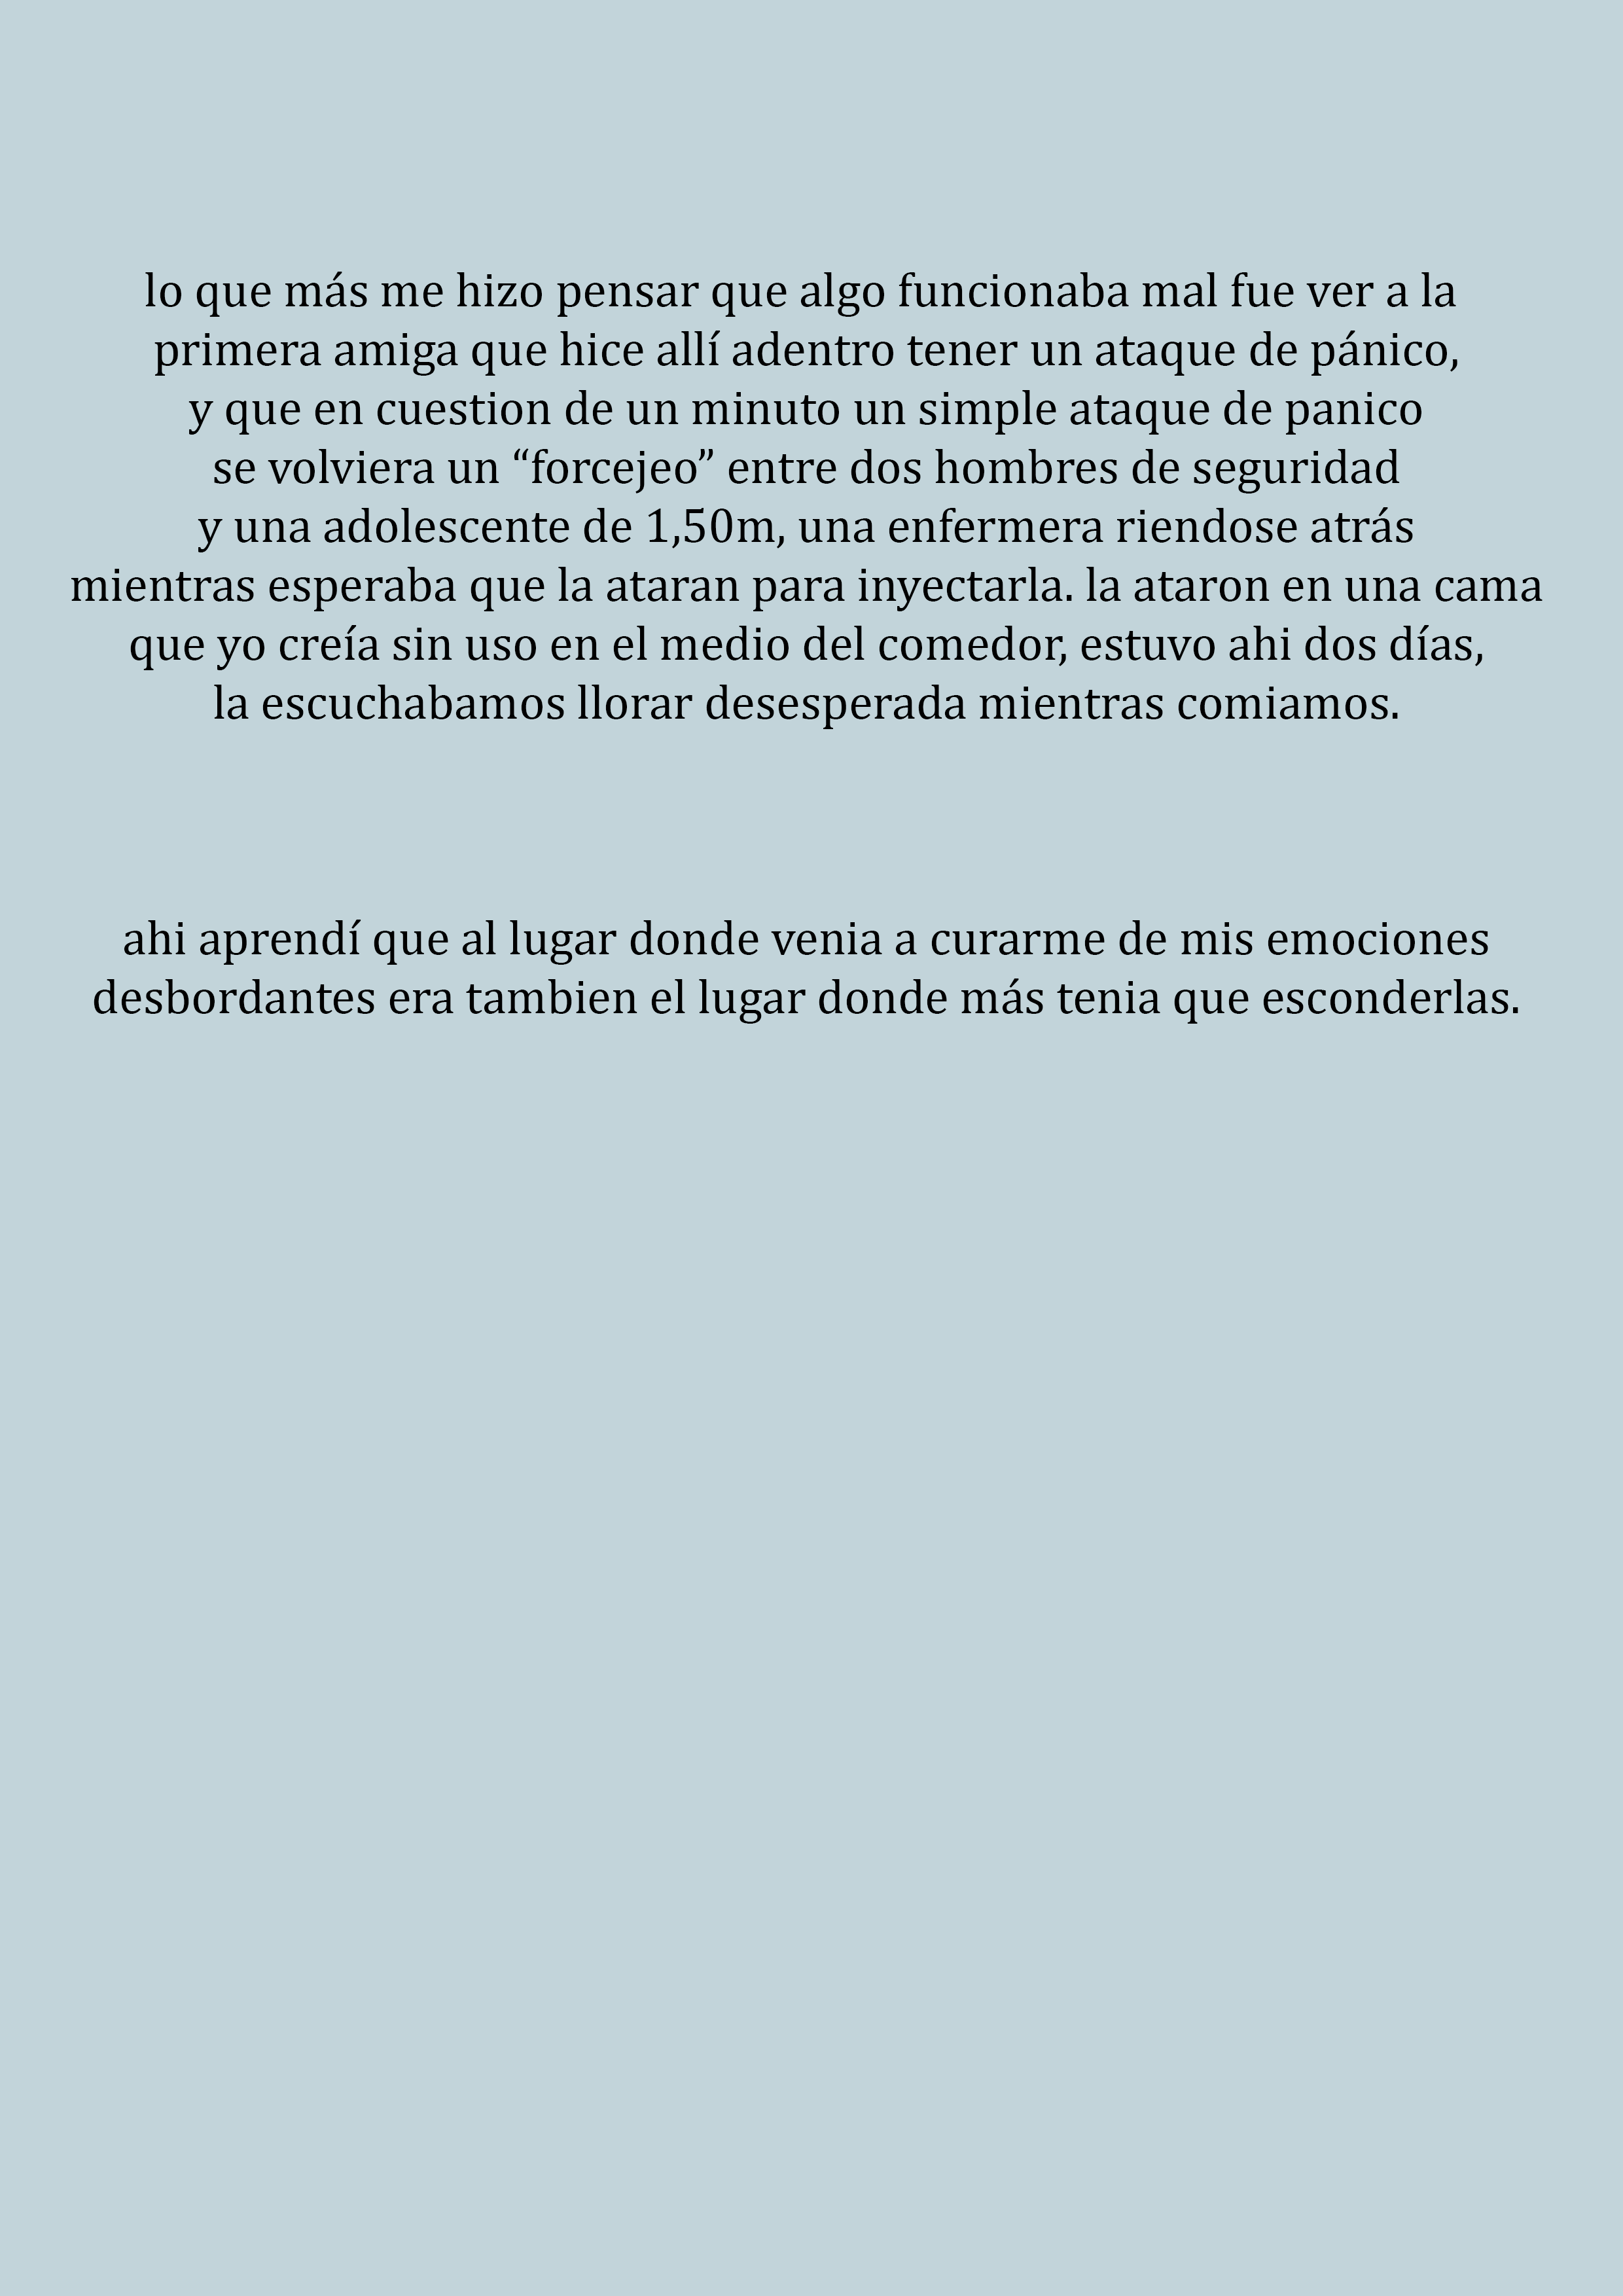 lo que más me hizo pensar que algo funcionaba mal fue ver a la
primera amiga que hice allí adentro tener un ataque de pánico,
y que en cuestion de un minuto un simple ataque de panico
se volviera un “forcejeo” entre dos hombres de seguridad
y una adolescente de 1,50m, una enfermera riendose atrás
mientras esperaba que la ataran para inyectarla. la ataron en una cama
que yo creía sin uso en el medio del comedor, estuvo ahi dos días,
la escuchabamos llorar desesperada mientras comiamos.
ahi aprendí que al lugar donde venia a curarme de mis emociones
desbordantes era tambien el lugar donde más tenia que esconderlas.